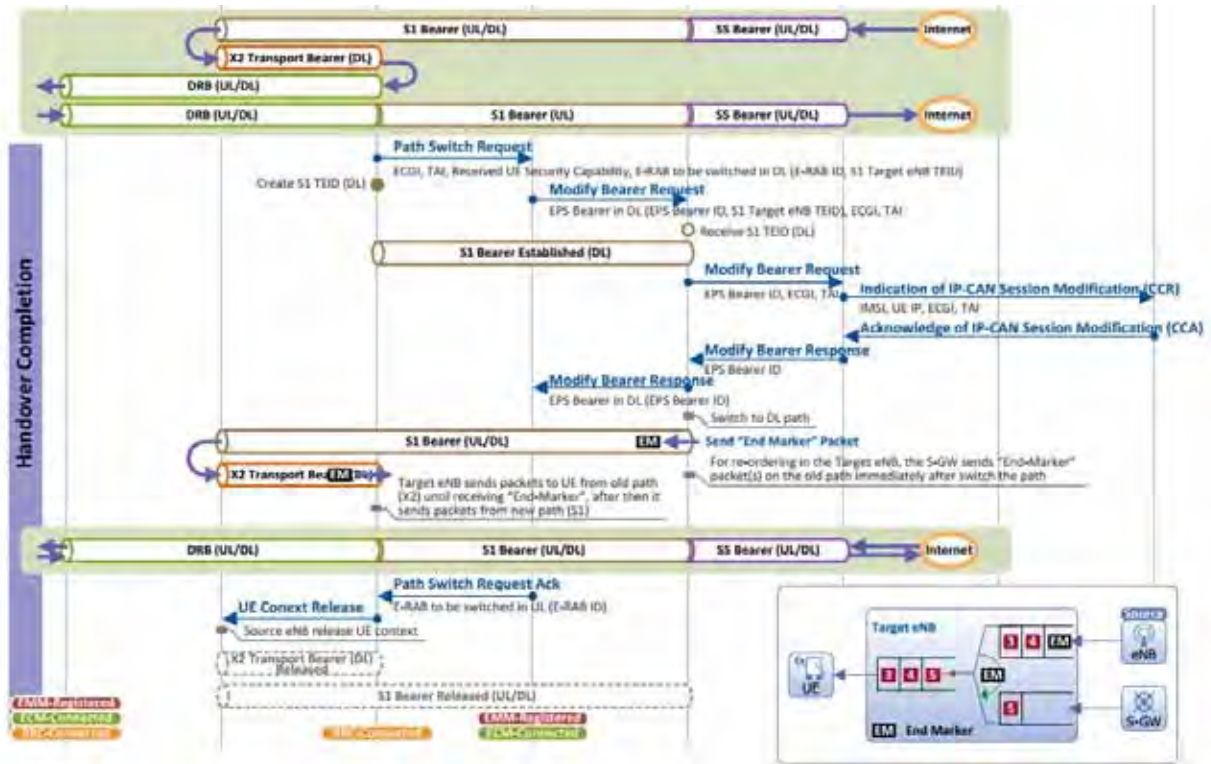 S1 Bearer (UL/DL)
S5 Bearer (UL/DL)
Internet
X2 Transport Bearer (DL)
DRB (UL/DL)
DRB (UL/DL)
S1 Bearer (UL)
S5 Bearer (UL/DL)
Internet
Handover Completion
Path Switch Request
ECGI, TAI, Received UE Security Capability, E-RAB to be switched in DL (E-RAB ID, S1 Target eNB TEID)
Create S1 TEID (DL)
Modify Bearer Request
EPS Bearer in DL (EPS Bearer ID, S1 Target eNB TEID), ECGI, TAI
Receive S1 TEID (DL)
S1 Bearer Established (DL)
Modify Bearer Request
EPS Bearer ID, ECGI, TAI
Indication of IP-CAN Session Modification (CCR)
IMSI, UE IP, ECGI, TAI
Acknowledge of IP-CAN Session Modification (CCA)
Modify Bearer Response
EPS Bearer ID
Modify Bearer Response
EPS Bearer in DL (EPS Bearer ID)
Switch to DL path
S1 Bearer (UL/DL)
EM
Send "End Marker" Packet
For re-ordering in the Target eNB, the S-GW sends "End-Marker"
packet(s) on the old path immediately after switch the path
X2 Transport
EM
Target eNB sends packets to UE from old path
(X2) until receiving "End-Marker", after then it
sends packets from new path (S1)
DRB (UL/DL)
S1 Bearer (UL/DL)
S5 Bearer (UL/DL)
Internet
Path Switch Request Ack
E-RAB to be switched in UL (E-RAB ID)
UE Conext Release
Source eNB release UE context
X2 Transport Bearer (DL)
Released
S1 Bearer Released (UL/DL)
EMM-Registered
ECM-Connected
RRC-Connected
RRC-Connected
EMM-Registered
ECM-Connected
Target eNB
Source
3 4 EM
eNB
UE
3 4 5
EM
5
S-GW
EM End Marker